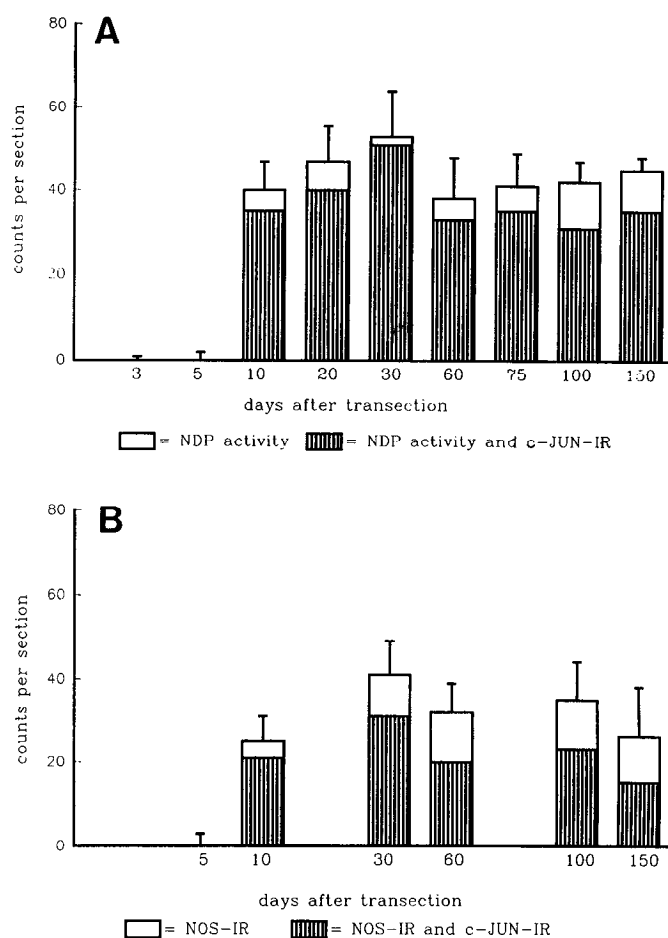 A
80
60
40
20
0
counts per section
3 5 10 20 30 60 75 100 150
days after transection
= NDP activity = NDP activity and c-JUN-IR
B
80
60
40
20
0
counts per section
5 10 30 60 100 150
days after transection
= NOS-IR = NOS-IR and c-JUN-IR